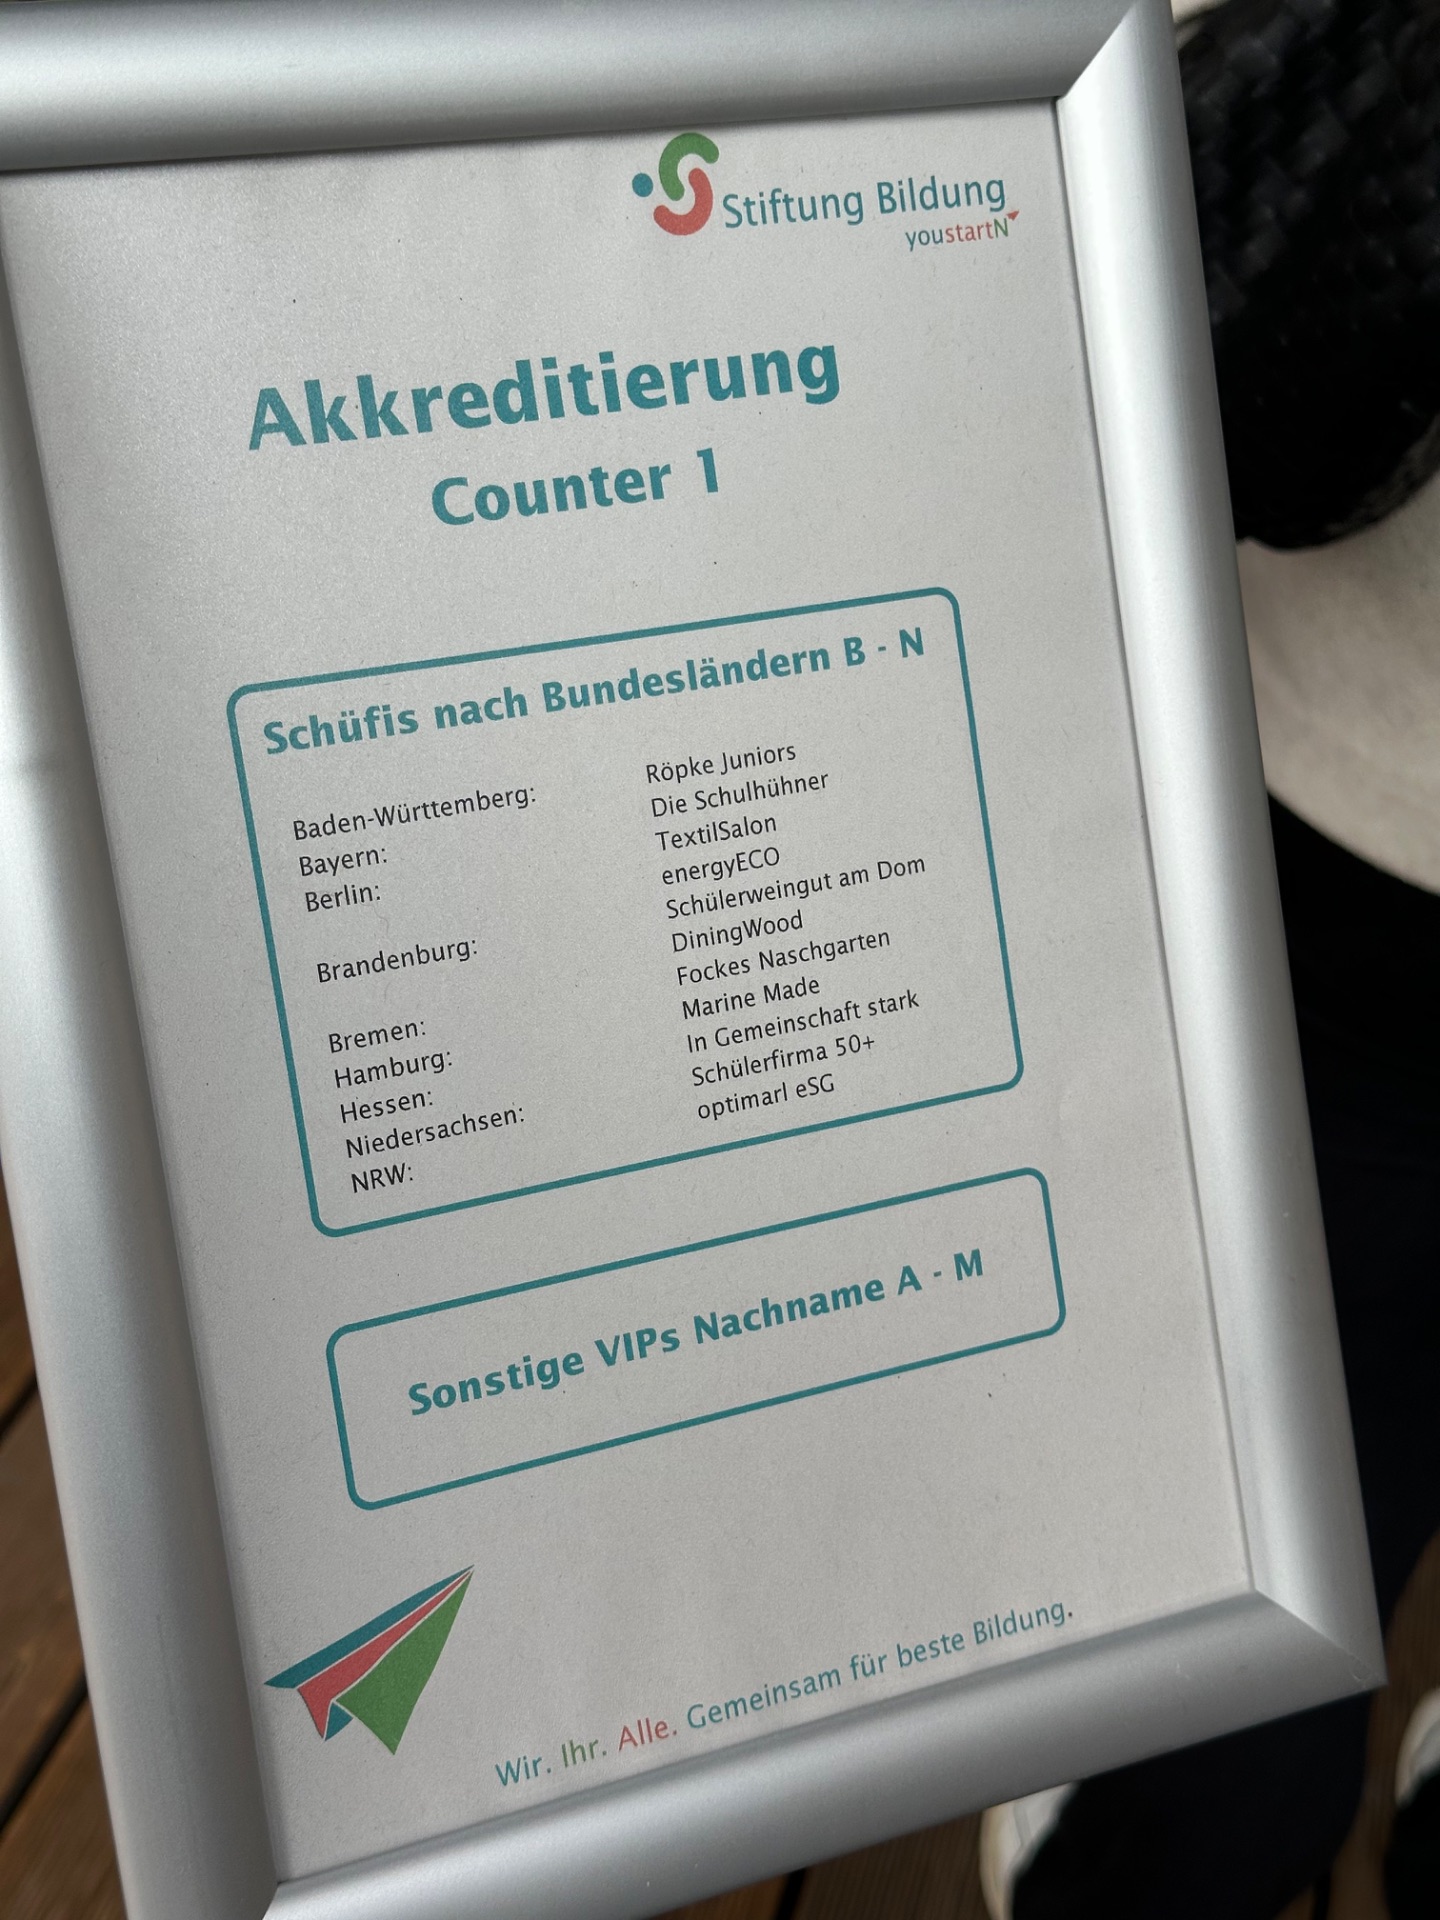 Stiftung Bildung
youstartN
Akkreditierung
Counter 1
Schüfis nach Bundesländern B - N
Baden-Württemberg: Röpke Juniors
Bayern: Die Schulhühner
Berlin: TextilSalon
energyECO
Brandenburg: Schülerweingut am Dom
DiningWood
Bremen: Fockes Naschgarten
Hamburg: Marine Made
Hessen: In Gemeinschaft stark
Niedersachsen: Schülerfirma 50+
NRW: optimarl eSG
Sonstige VIPs Nachname A - M
Wir. Ihr. Alle. Gemeinsam für beste Bildung.